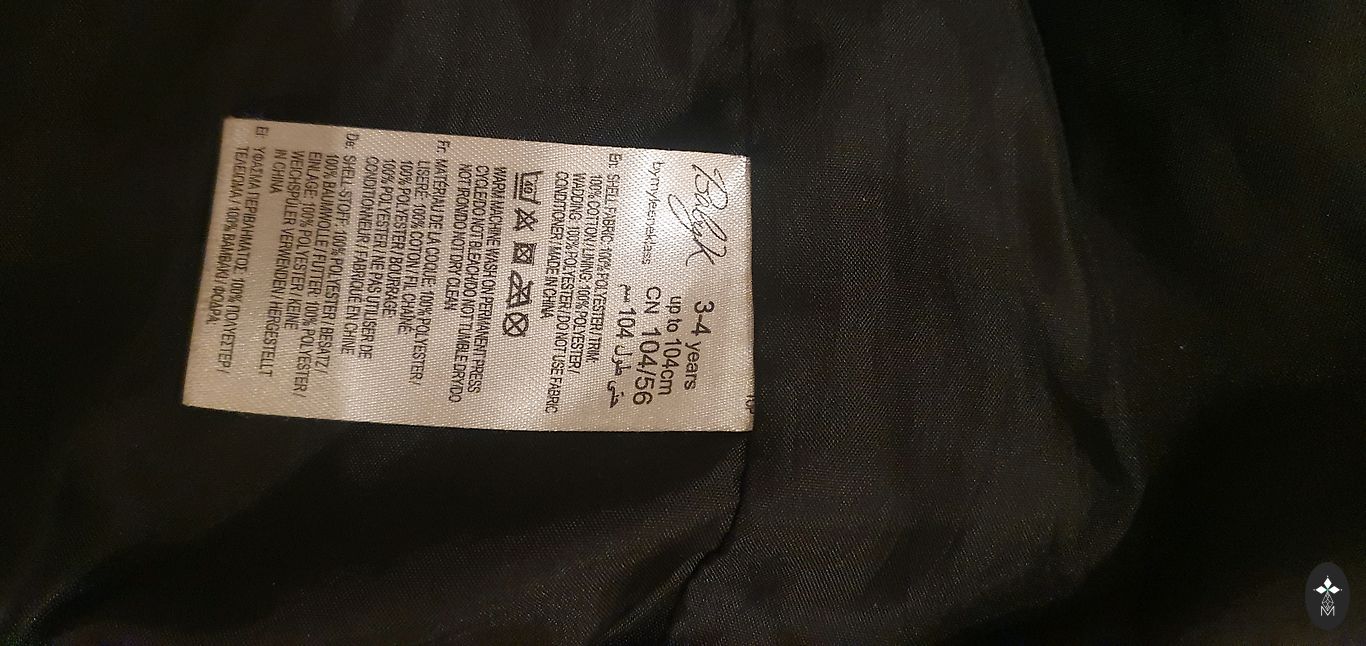 BabyK
by myleeneklass
3-4 years
up to 104cm
CN 104/56
حتى طول 104 سم
En: SHELL FABRIC: 100% POLYESTER / TRIM:
100% COTTON / LINING: 100% POLYESTER /
WADDING: 100% POLYESTER / DO NOT USE FABRIC
CONDITIONER / MADE IN CHINA
40
WARM MACHINE WASH ON PERMANENT PRESS
CYCLE/DO NOT BLEACH/DO NOT TUMBLE DRY/DO
NOT IRON/DO NOT DRY CLEAN
Fr: MATÉRIAU DE LA COQUE: 100% POLYESTER /
LISERÉ: 100% COTON / FIL CHAÎNE:
100% POLYESTER / BOURRAGE:
100% POLYESTER / NE PAS UTILISER DE
CONDITIONNEUR / FABRIQUÉ EN CHINE
De: SHELL-STOFF: 100% POLYESTER / BESATZ /
100% BAUMWOLLE / FUTTER: 100% POLYESTER /
EINLAGE: 100% POLYESTER / KEINE
WEICHSPÜLER VERWENDEN / HERGESTELLT
IN CHINA
El: ΥΦΑΣΜΑ ΠΕΡΙΒΛΗΜΑΤΟΣ: 100% ΠΟΛΥΕΣΤΕΡ /
ΤΕΛΕΙΩΜΑ / 100% ΒΑΜΒΑΚΙ / ΦΟΔΡΑ: